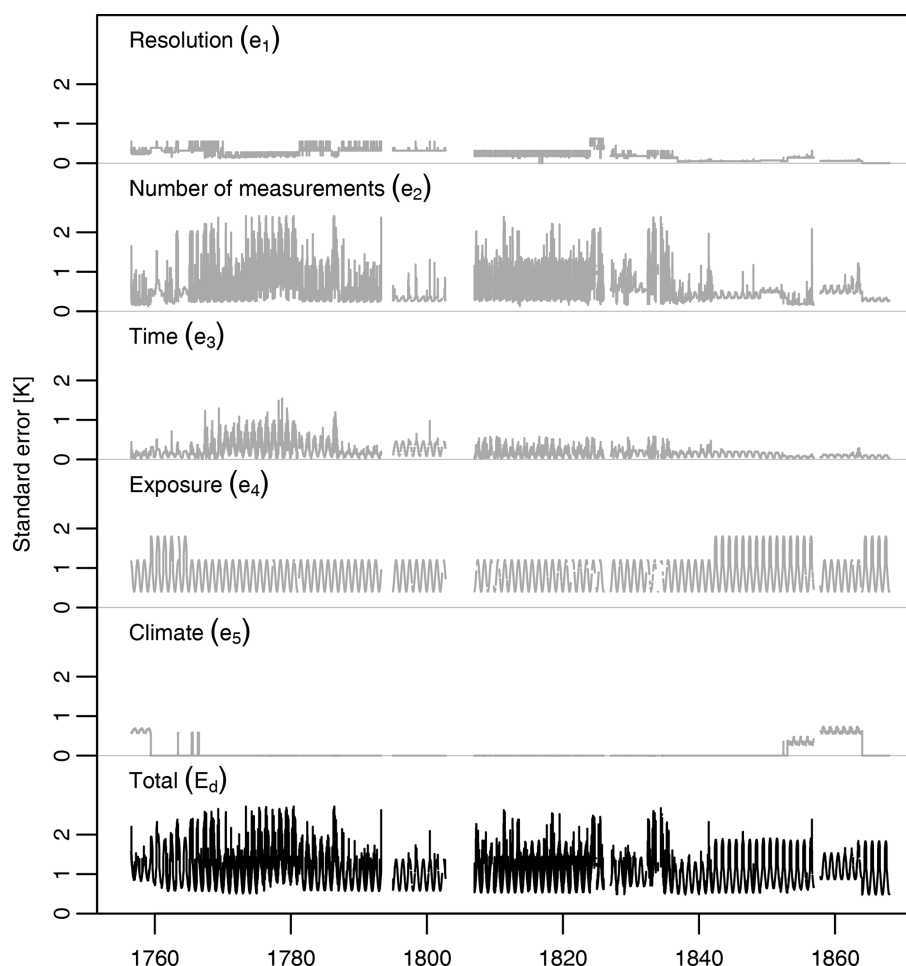 Resolution (e1)
2
1
0
Number of measurements (e2)
2
1
0
Time (e3)
2
1
0
Exposure (e4)
2
1
0
Climate (e5)
2
1
0
Total (Ed)
2
1
0
Standard error [K]
1760 1780 1800 1820 1840 1860